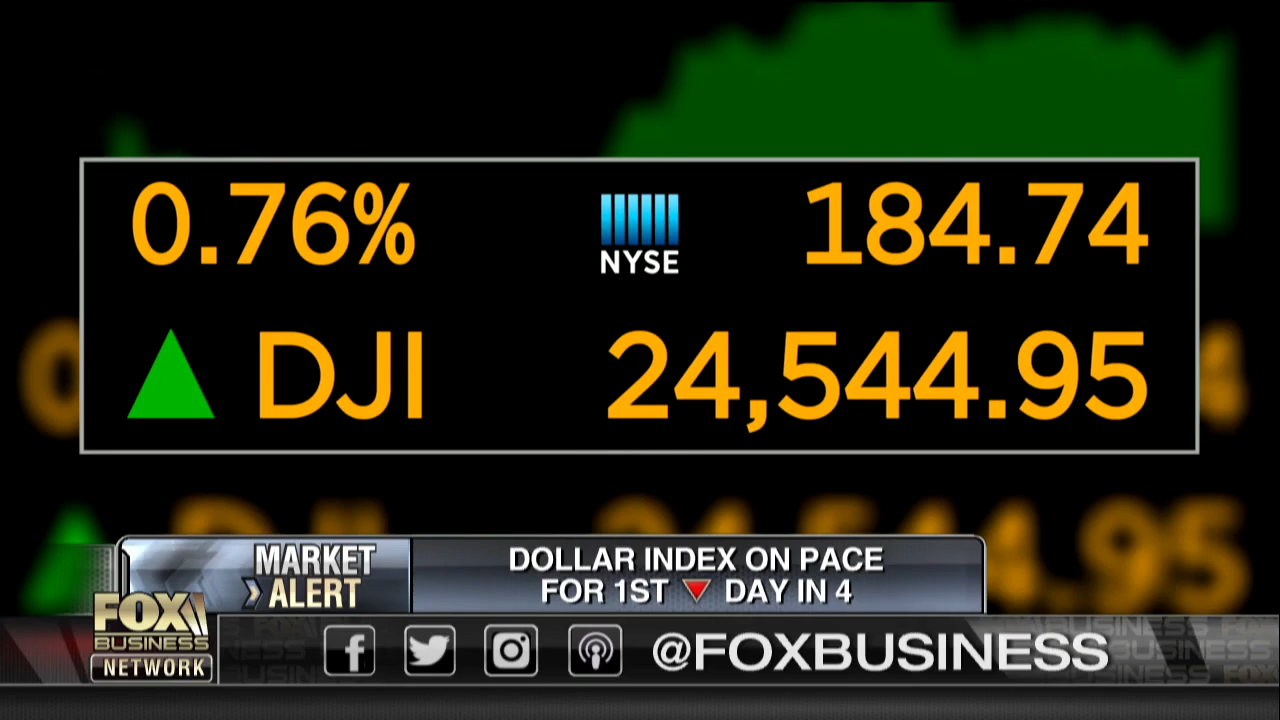 0.76%
NYSE
184.74
DJI
24,544.95
MARKET
ALERT
DOLLAR INDEX ON PACE
FOR 1ST DAY IN 4
FOX
BUSINESS
NETWORK
@FOXBUSINESS